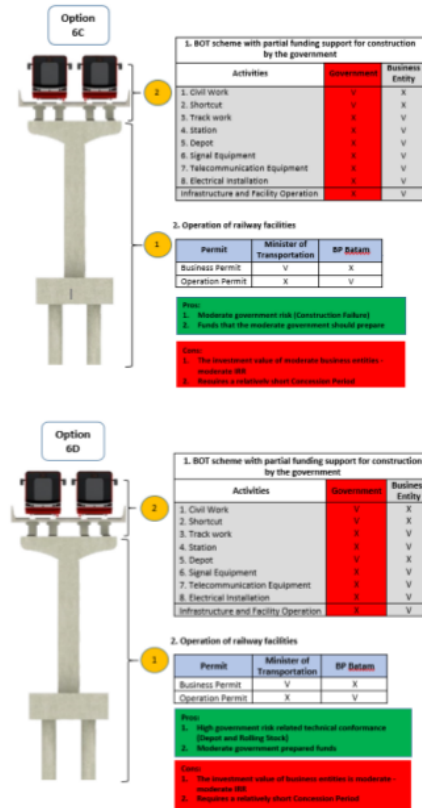 Option
6C
2
1
1. BOT scheme with partial funding support for construction
by the government
Activities Government Business
Entity
1. Civil Work V X
2. Shortcut V X
3. Track work X V
4. Station X V
5. Depot X V
6. Signal Equipment X V
7. Telecommunication Equipment X V
8. Electrical Installation X V
Infrastructure and Facility Operation X V
2. Operation of railway facilities
Permit Minister of
Transportation BP Batam
Business Permit V X
Operation Permit X V
Pros:
1. Moderate government risk (Construction Failure)
2. Funds that the moderate government should prepare
Cons:
1. The investment value of moderate business entities -
moderate IRR
2. Requires a relatively short Concession Period
Option
6D
2
1
1. BOT scheme with partial funding support for construction
by the government
Activities Government Business
Entity
1. Civil Work V X
2. Shortcut V X
3. Track work X V
4. Station X V
5. Depot V X
6. Signal Equipment X V
7. Telecommunication Equipment X V
8. Electrical Installation X V
Infrastructure and Facility Operation X V
2. Operation of railway facilities
Permit Minister of
Transportation BP Batam
Business Permit V X
Operation Permit X V
Pros:
1. High government risk related technical conformance
(Depot and Rolling Stock)
2. Moderate government prepared funds
Cons:
1. The investment value of business entities is moderate -
moderate IRR
2. Requires a relatively short Concession Period